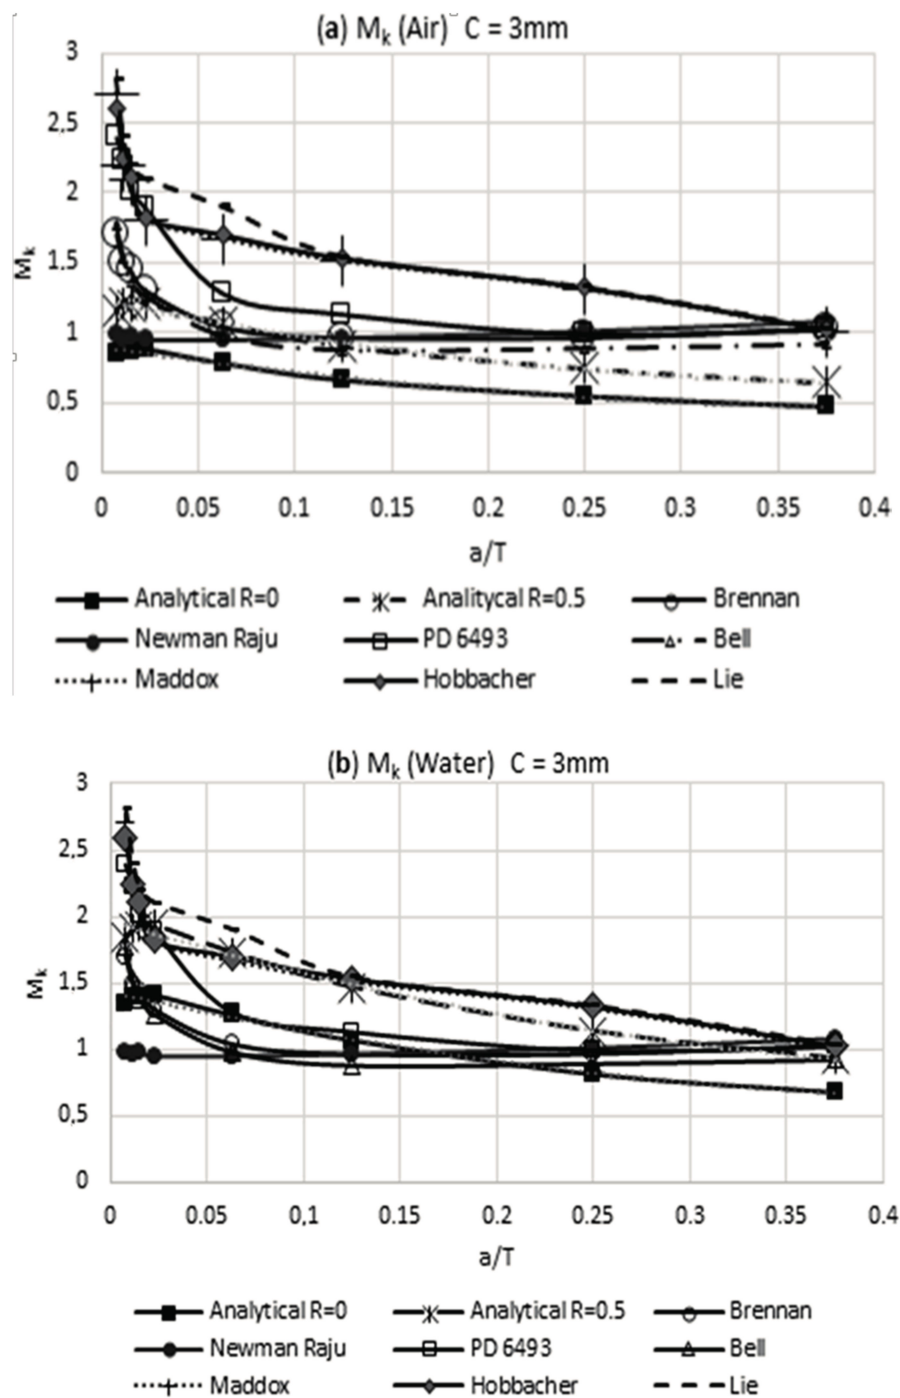 (a) Mk (Air) C = 3mm
3
2,5
2
1.5
1
0.5
0
Mk
0 0.05 0.1 0.15 0.2 0.25 0.3 0.35 0.4
a/T
Analytical R=0 Analitycal R=0.5 Brennan
Newman Raju PD 6493 Bell
Maddox Hobbacher Lie
(b) Mk (Water) C = 3mm
3
2,5
2
1.5
1
0,5
0
Mk
0 0.05 0,1 0.15 0.2 0.25 0.3 0.35 0.4
a/T
Analytical R=0 Analytical R=0.5 Brennan
Newman Raju PD 6493 Bell
Maddox Hobbacher Lie